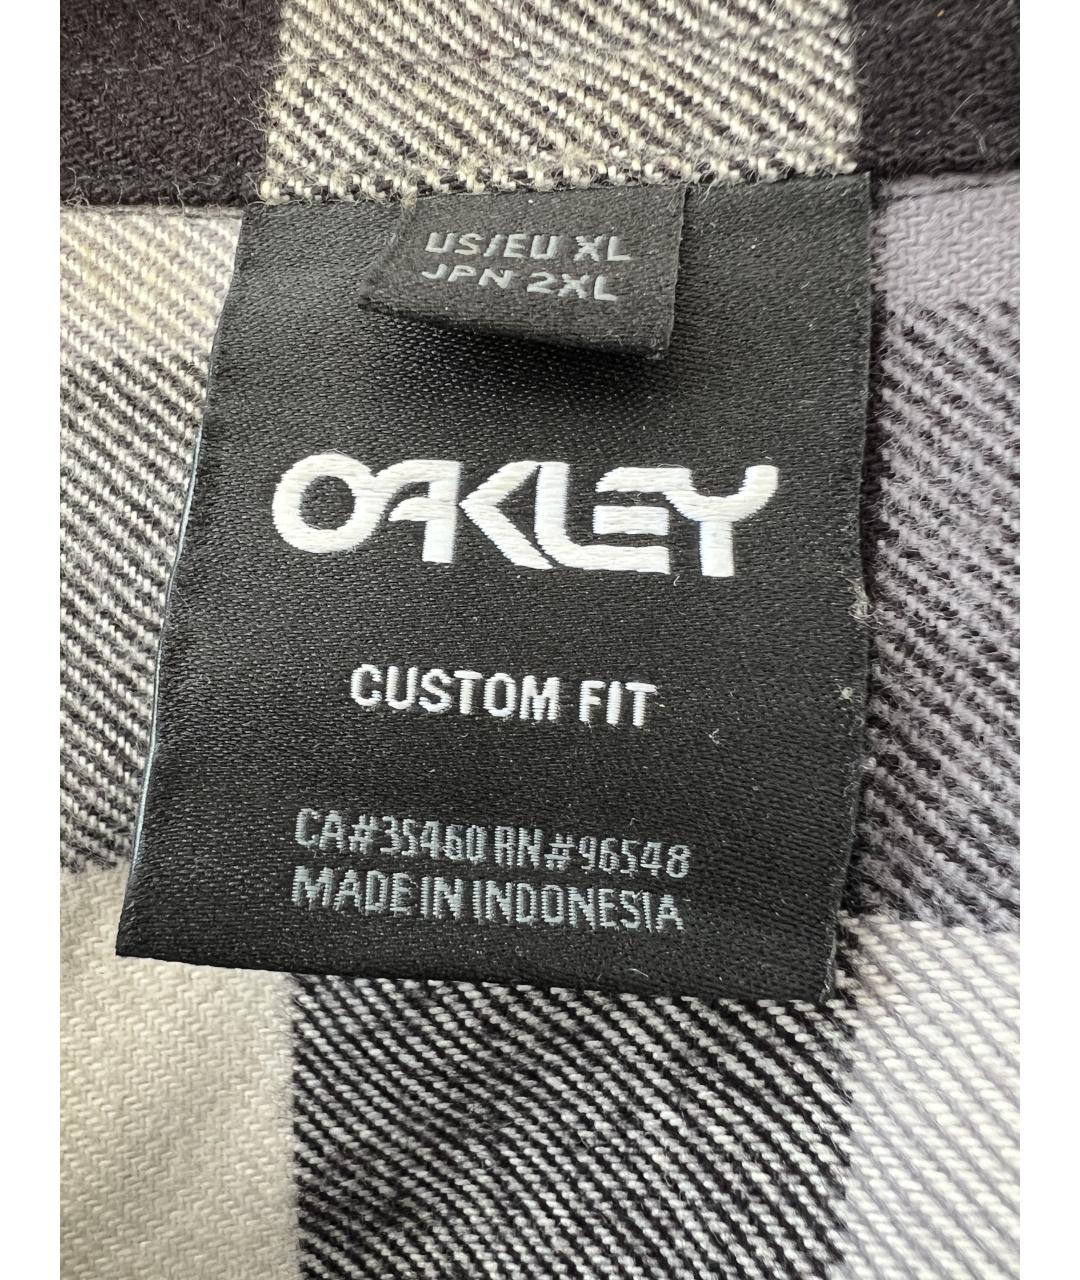 US/EU XL
JPN 2XL
OAKLEY
CUSTOM FIT
CA#35460 RN#96548
MADE IN INDONESIA